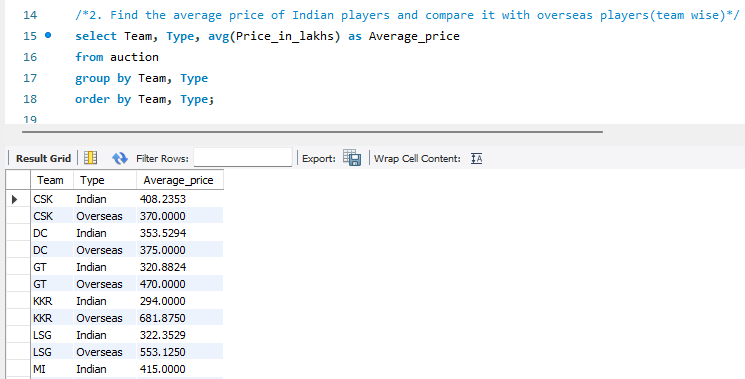 14 /*2. Find the average price of Indian players and compare it with overseas players(team wise)*/
15 select Team, Type, avg(Price_in_lakhs) as Average_price
16 from auction
17 group by Team, Type
18 order by Team, Type;
19
Result Grid Filter Rows: Export: Wrap Cell Content: IA
Team Type Average_price
CSK Indian 408.2353
CSK Overseas 370.0000
DC Indian 353.5294
DC Overseas 375.0000
GT Indian 320.8824
GT Overseas 470.0000
KKR Indian 294.0000
KKR Overseas 681.8750
LSG Indian 322.3529
LSG Overseas 553.1250
MI Indian 415.0000